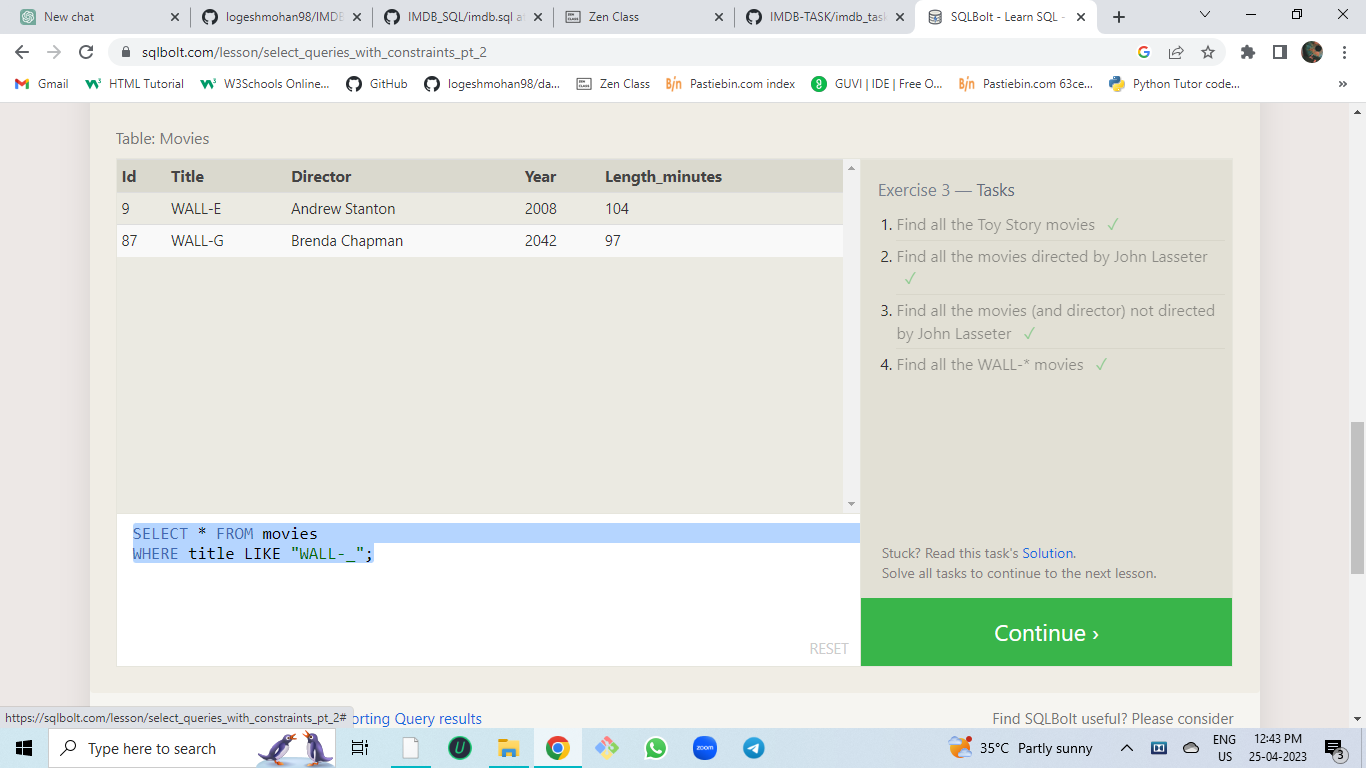 New chat
logeshmohan98/IMDB
IMDB_SQL/imdb.sql a
Zen Class
IMDB-TASK/imdb_tas
SQLBolt - Learn SQL -
sqlbolt.com/lesson/select_queries_with_constraints_pt_2
Gmail
HTML Tutorial
W3Schools Online...
GitHub
logeshmohan98/da...
Zen Class
Pastiebin.com index
GUVI | IDE | Free O...
Pastiebin.com 63ce...
Python Tutor code...
»
Table: Movies
Id Title Director Year Length_minutes
9 WALL-E Andrew Stanton 2008 104
87 WALL-G Brenda Chapman 2042 97
Exercise 3 — Tasks
1. Find all the Toy Story movies ✓
2. Find all the movies directed by John Lasseter
✓
3. Find all the movies (and director) not directed
by John Lasseter ✓
4. Find all the WALL-* movies ✓
SELECT * FROM movies
WHERE title LIKE "WALL-_";
RESET
Stuck? Read this task's Solution.
Solve all tasks to continue to the next lesson.
Continue ›
https://sqlbolt.com/lesson/select_queries_with_constraints_pt_2#
orting Query results
Find SQLBolt useful? Please consider
Type here to search
zoom
35°C Partly sunny
ENG
US
12:43 PM
25-04-2023
3